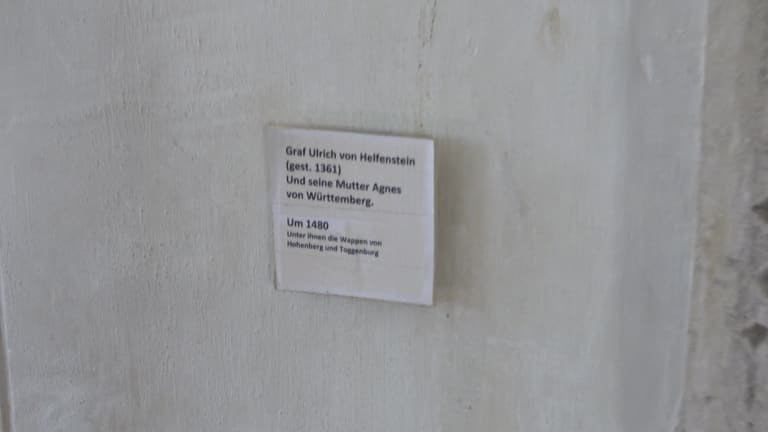 Graf Ulrich von Helfenstein
(gest. 1361)
Und seine Mutter Agnes
von Württemberg.
Um 1480
Unter ihnen die Wappen von
Hohenberg und Toggenburg